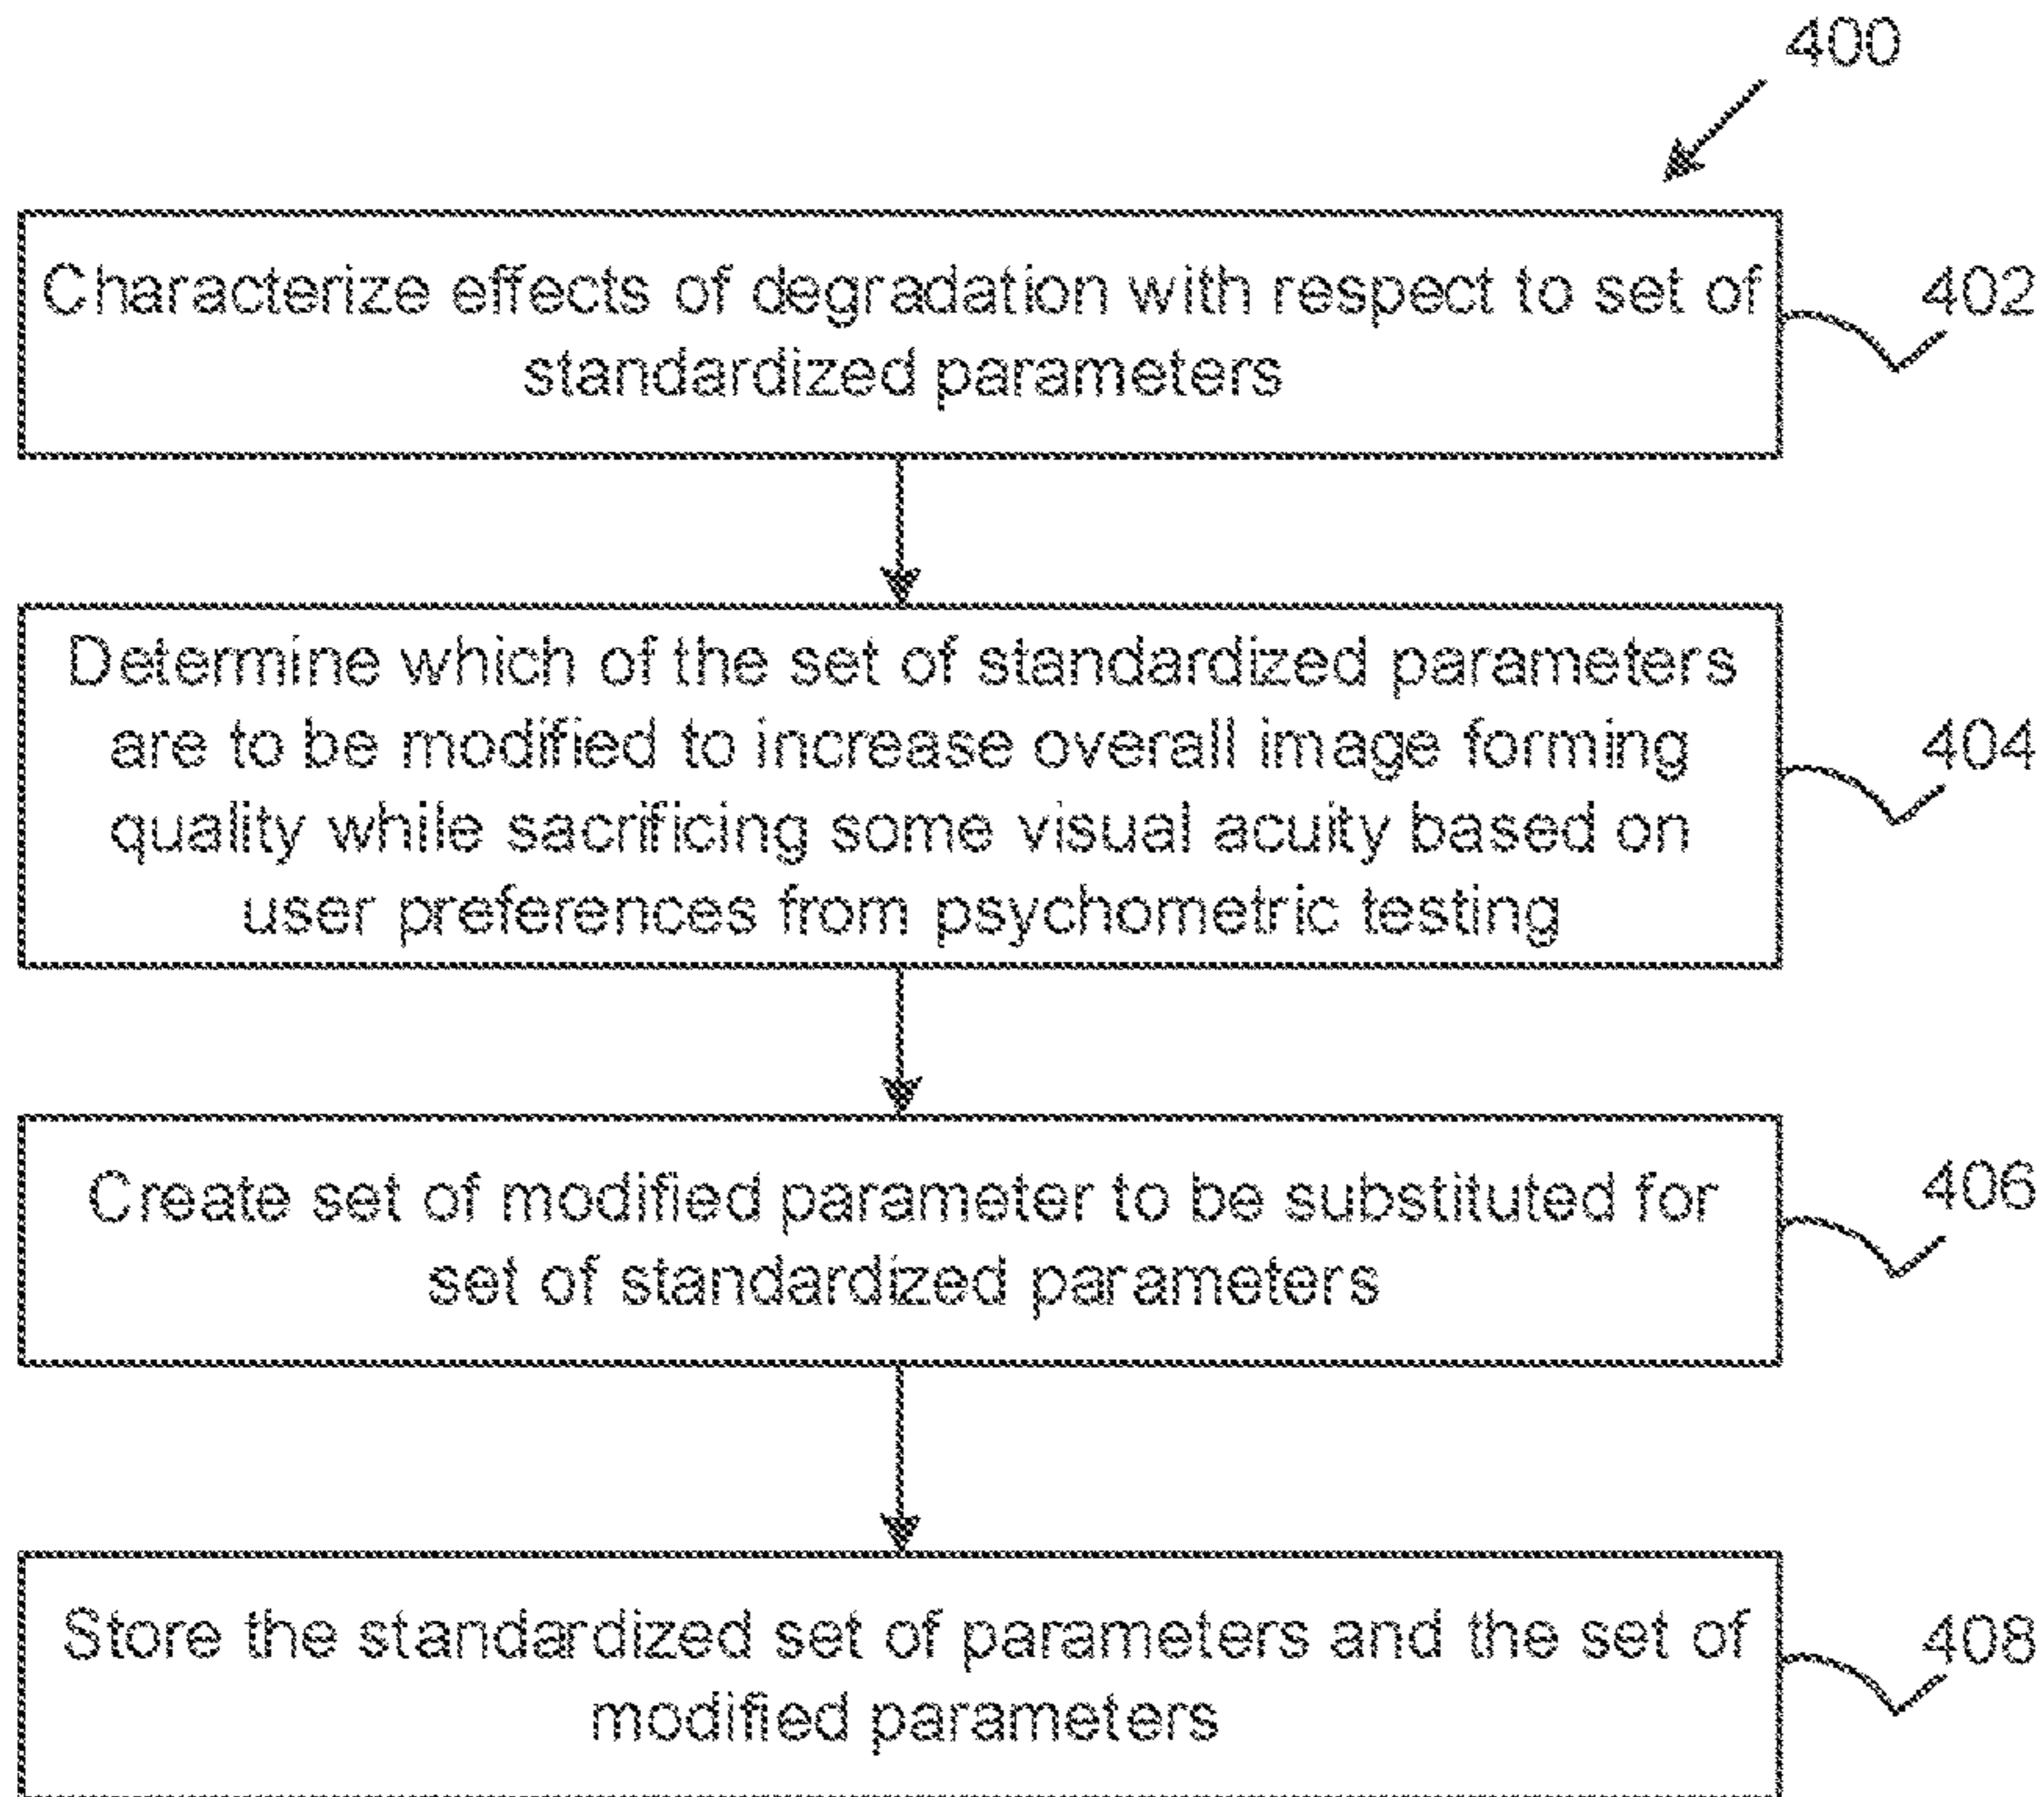 400
Characterize effects of degradation with respect to set of
standardized parameters
402
Determine which of the set of standardized parameters
are to be modified to increase overall image forming
quality while sacrificing some visual acuity based on
user preferences from psychometric testing
404
Create set of modified parameter to be substituted for
set of standardized parameters
406
Store the standardized set of parameters and the set of
modified parameters
408